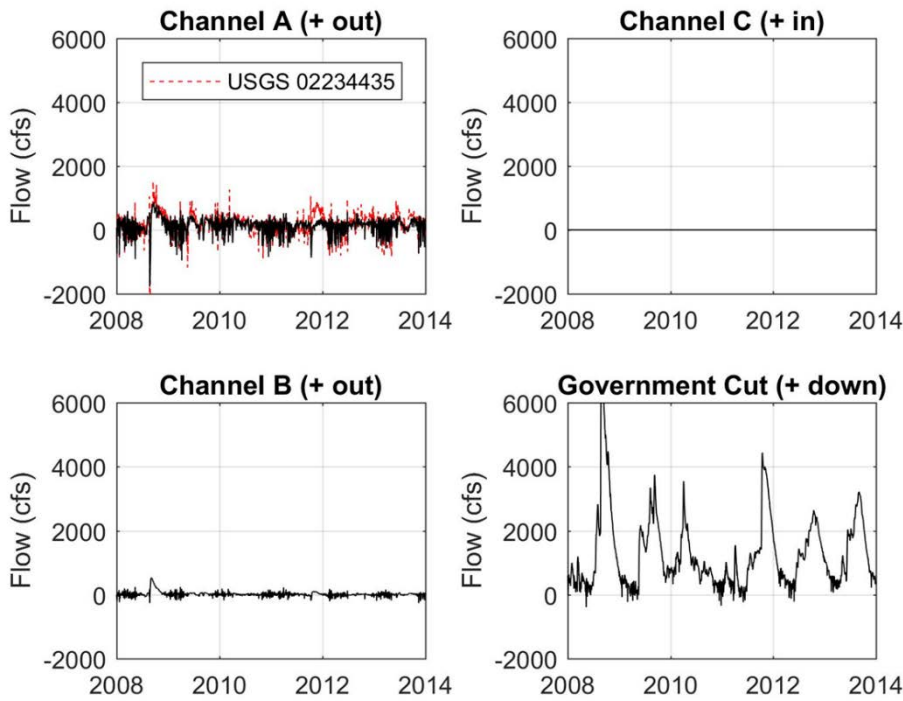 Channel A (+ out)
6000
4000
2000
0
-2000
Flow (cfs)
USGS 02234435
2008 2010 2012 2014
Channel C (+ in)
6000
4000
2000
0
-2000
Flow (cfs)
2008 2010 2012 2014
Channel B (+ out)
6000
4000
2000
0
-2000
Flow (cfs)
2008 2010 2012 2014
Government Cut (+ down)
6000
4000
2000
0
-2000
Flow (cfs)
2008 2010 2012 2014